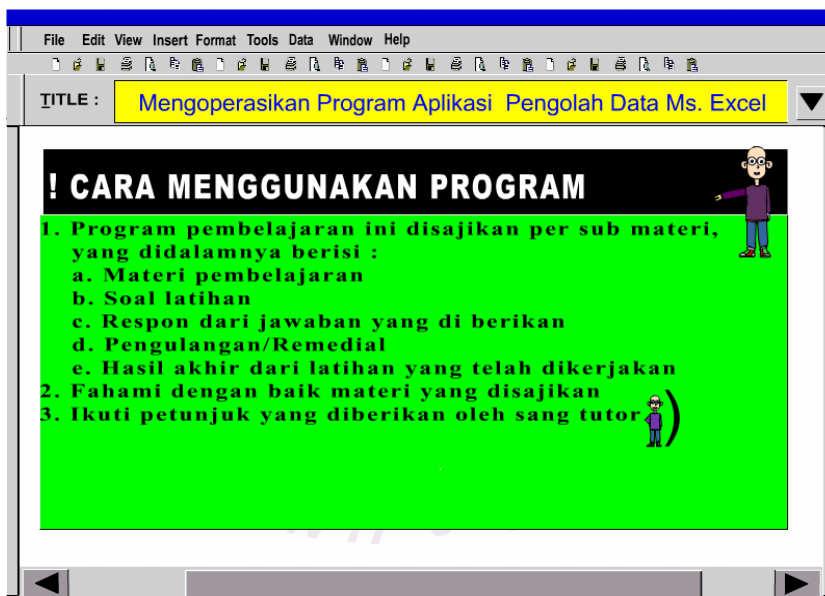 File Edit View Insert Format Tools Data Window Help
TITLE : Mengoperasikan Program Aplikasi Pengolah Data Ms. Excel
! CARA MENGGUNAKAN PROGRAM
1. Program pembelajaran ini disajikan per sub materi,
yang didalamnya berisi :
a. Materi pembelajaran
b. Soal latihan
c. Respon dari jawaban yang di berikan
d. Pengulangan/Remedial
e. Hasil akhir dari latihan yang telah dikerjakan
2. Fahami dengan baik materi yang disajikan
3. Ikuti petunjuk yang diberikan oleh sang tutor )